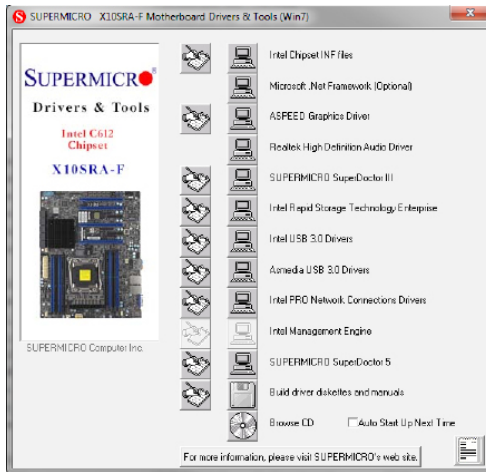 SUPERMICRO X10SRA-F Motherboard Drivers & Tools (Win7)
SUPERMICRO
Drivers & Tools
Intel C612
Chipset
X10SRA-F
SUPERMICRO Computer Inc.
Intel Chipset INF files
Microsoft .Net Framework (Optional)
ASPEED Graphics Driver
Realtek High Definition Audio Driver
SUPERMICRO SuperDoctor III
Intel Rapid Storage Technology Enterprise
Intel USB 3.0 Drivers
Asmedia USB 3.0 Drivers
Intel PRO Network Connections Drivers
Intel Management Engine
SUPERMICRO SuperDoctor 5
Build driver diskettes and manuals
Browse CD Auto Start Up Next Time
For more information, please visit SUPERMICRO's web site.